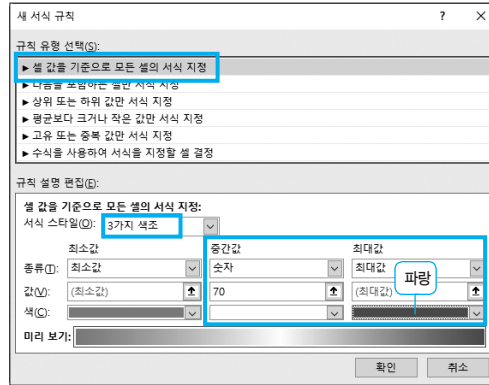 새 서식 규칙 ? ×
규칙 유형 선택(S):
► 셀 값을 기준으로 모든 셀의 서식 지정
► 다음을 포함하는 셀만 서식 지정
► 상위 또는 하위 값만 서식 지정
► 평균보다 크거나 작은 값만 서식 지정
► 고유 또는 중복 값만 서식 지정
► 수식을 사용하여 서식을 지정할 셀 결정
규칙 설명 편집(E):
셀 값을 기준으로 모든 셀의 서식 지정:
서식 스타일(O): 3가지 색조
최소값 중간값 최대값
종류(T): 최소값 숫자 최대값
값(V): (최소값) 70 (최대값)
파랑
색(C):
미리 보기:
확인 취소